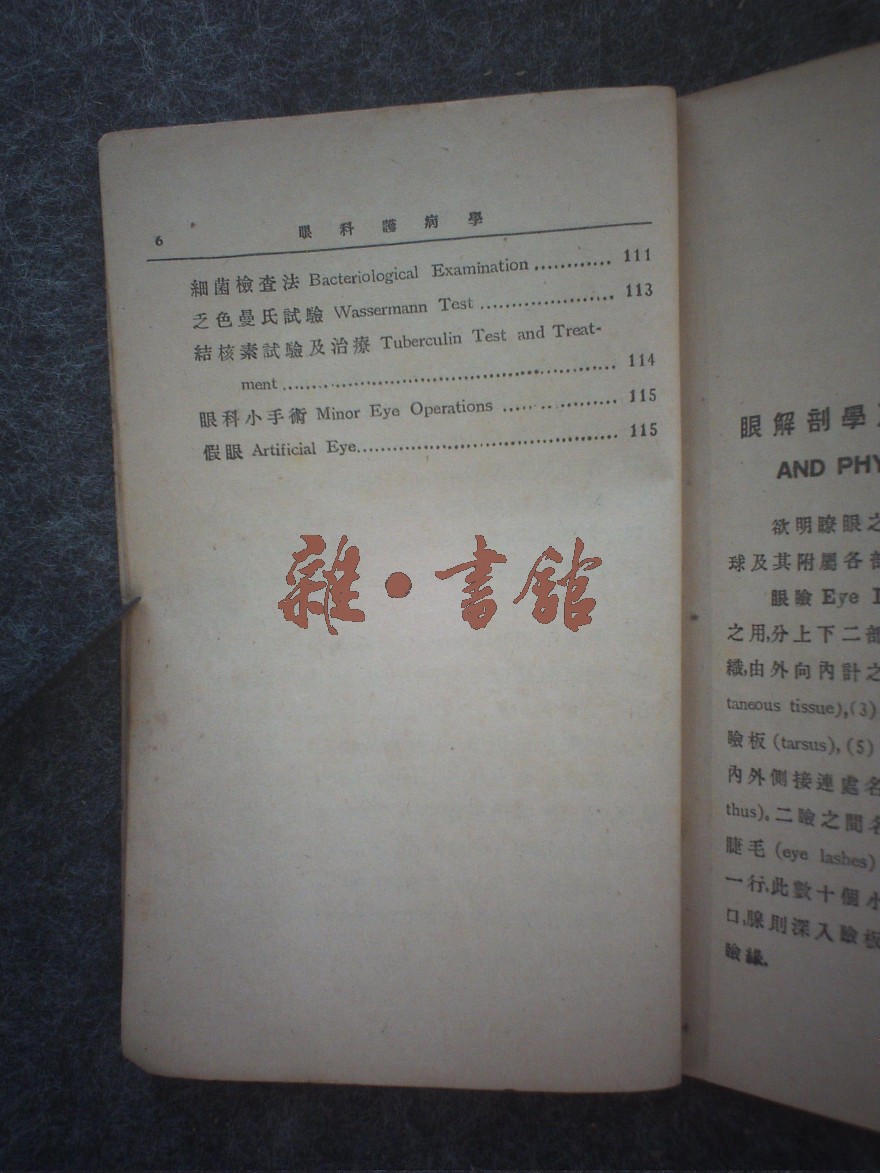 6 眼科護病學
細菌檢查法 Bacteriological Examination ............ 111
乏色曼氏試驗 Wassermann Test .................... 113
結核素試驗及治療 Tuberculin Test and Treat-
ment .................................................. 114
眼科小手術 Minor Eye Operations .................. 115
假眼 Artificial Eye....................................... 115
雜·書館
眼解剖學
AND PHY
欲明瞭眼之
球及其附屬各部
眼瞼 Eye
之用,分上下二部
織,由外向內計之
taneous tissue),(3)
瞼板 (tarsus), (5)
內外側接連處名
thus)。二瞼之間名
睫毛 (eye lashes)
一行,此數十個小
口,腺則深入瞼板
瞼緣.